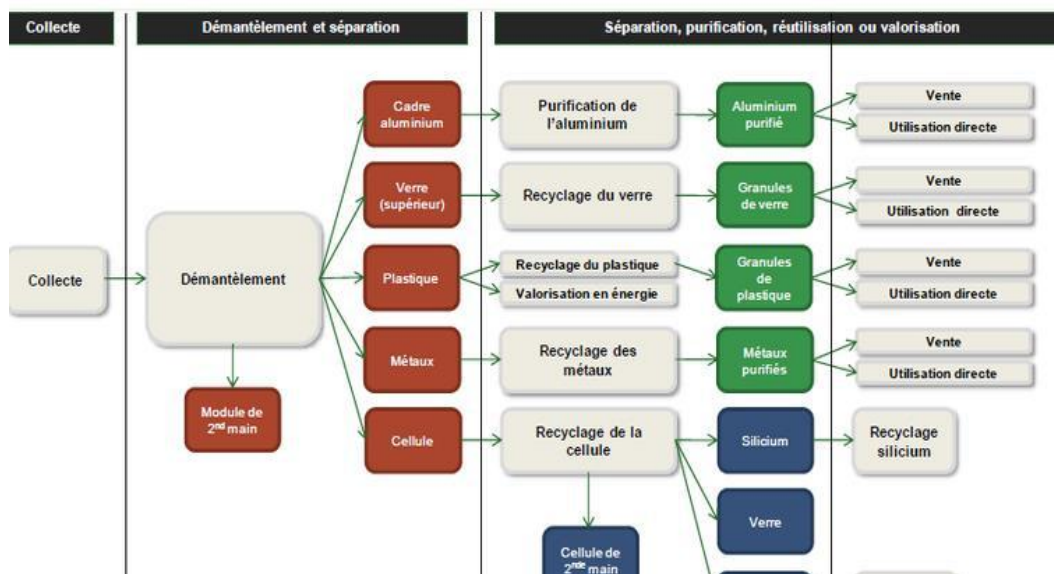 Collecte
Démantèlement et séparation
Séparation, purification, réutilisation ou valorisation
Cadre
aluminium
Purification de
l'aluminium
Aluminium
purifié
Vente
Utilisation directe
Verre
(supérieur)
Recyclage du verre
Granules
de verre
Vente
Utilisation directe
Collecte
Démantèlement
Plastique
Recyclage du plastique
Valorisation en énergie
Granules
de
plastique
Vente
Utilisation directe
Métaux
Recyclage des
métaux
Métaux
purifiés
Vente
Utilisation directe
Module de
2nd main
Cellule
Recyclage de la
cellule
Silicium
Recyclage
silicium
Verre
Cellule de
2nde main